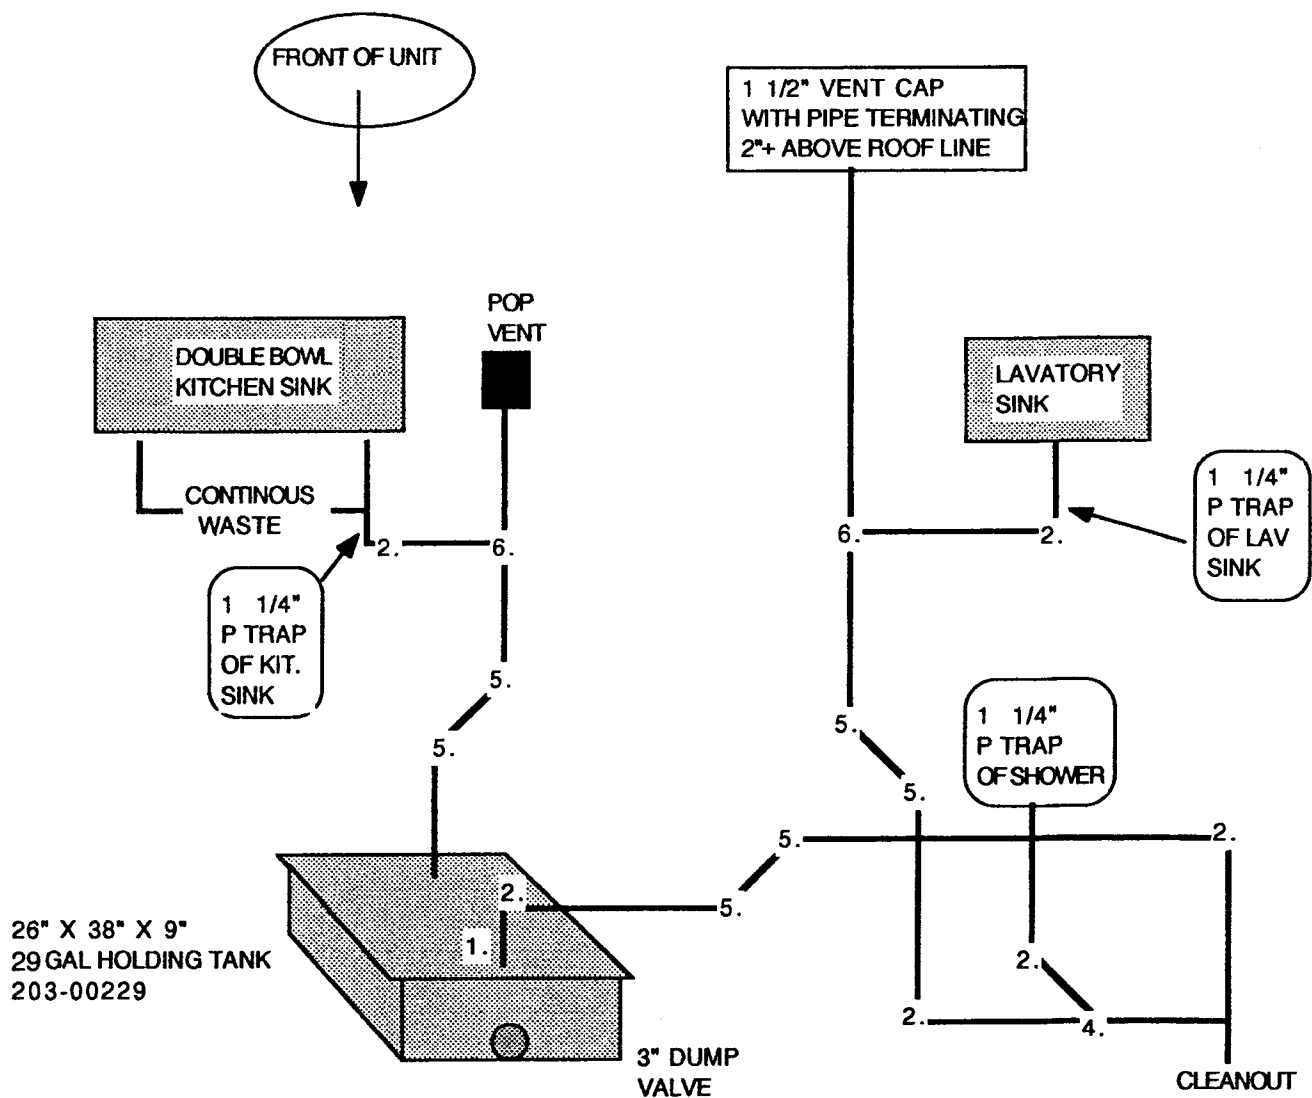 FRONT OF UNIT
1 1/2" VENT CAP
WITH PIPE TERMINATING
2"+ ABOVE ROOF LINE
POP
VENT
DOUBLE BOWL
KITCHEN SINK
LAVATORY
SINK
CONTINOUS
WASTE
1 1/4"
P TRAP
OF LAV
SINK
2.
6.
6.
2.
1 1/4"
P TRAP
OF KIT.
SINK
5.
5.
1 1/4"
P TRAP
OF SHOWER
5.
5.
5.
2.
2.
5.
1.
26" X 38" X 9"
29 GAL HOLDING TANK
203-00229
2.
2.
4.
3" DUMP
VALVE
CLEANOUT